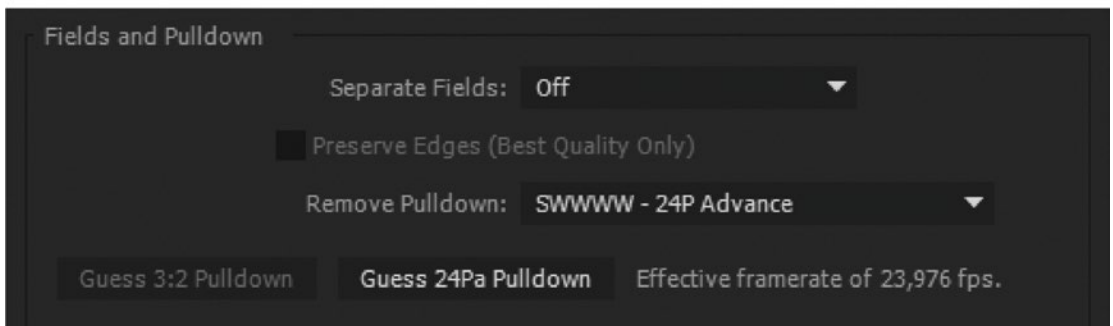 Fields and Pulldown
Separate Fields: Off
Preserve Edges (Best Quality Only)
Remove Pulldown: SWWWW - 24P Advance
Guess 3:2 Pulldown Guess 24Pa Pulldown Effective framerate of 23,976 fps.